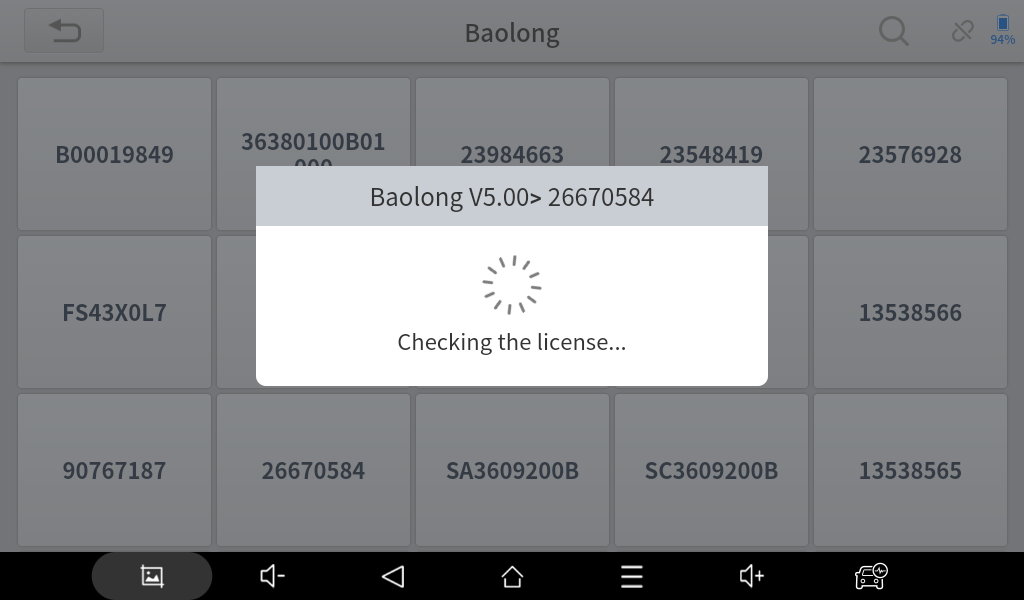 Baolong
94%
B00019849
36380100B01
000
23984663
23548419
23576928
Baolong V5.00> 26670584
Checking the license...
FS43X0L7
13538566
90767187
26670584
SA3609200B
SC3609200B
13538565